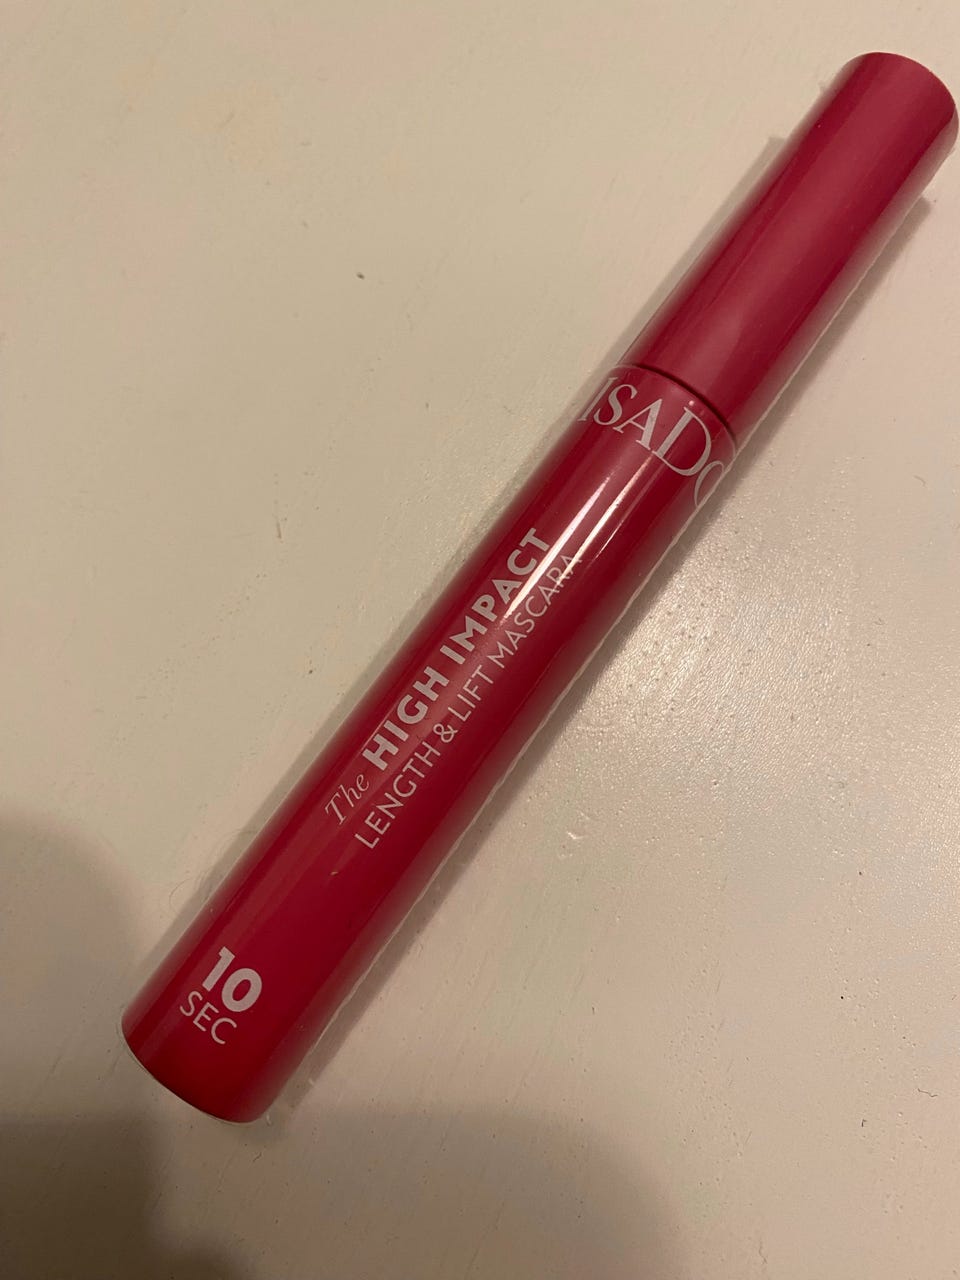 ISADO
The HIGH IMPACT
LENGTH & LIFT MASCARA
10
SEC